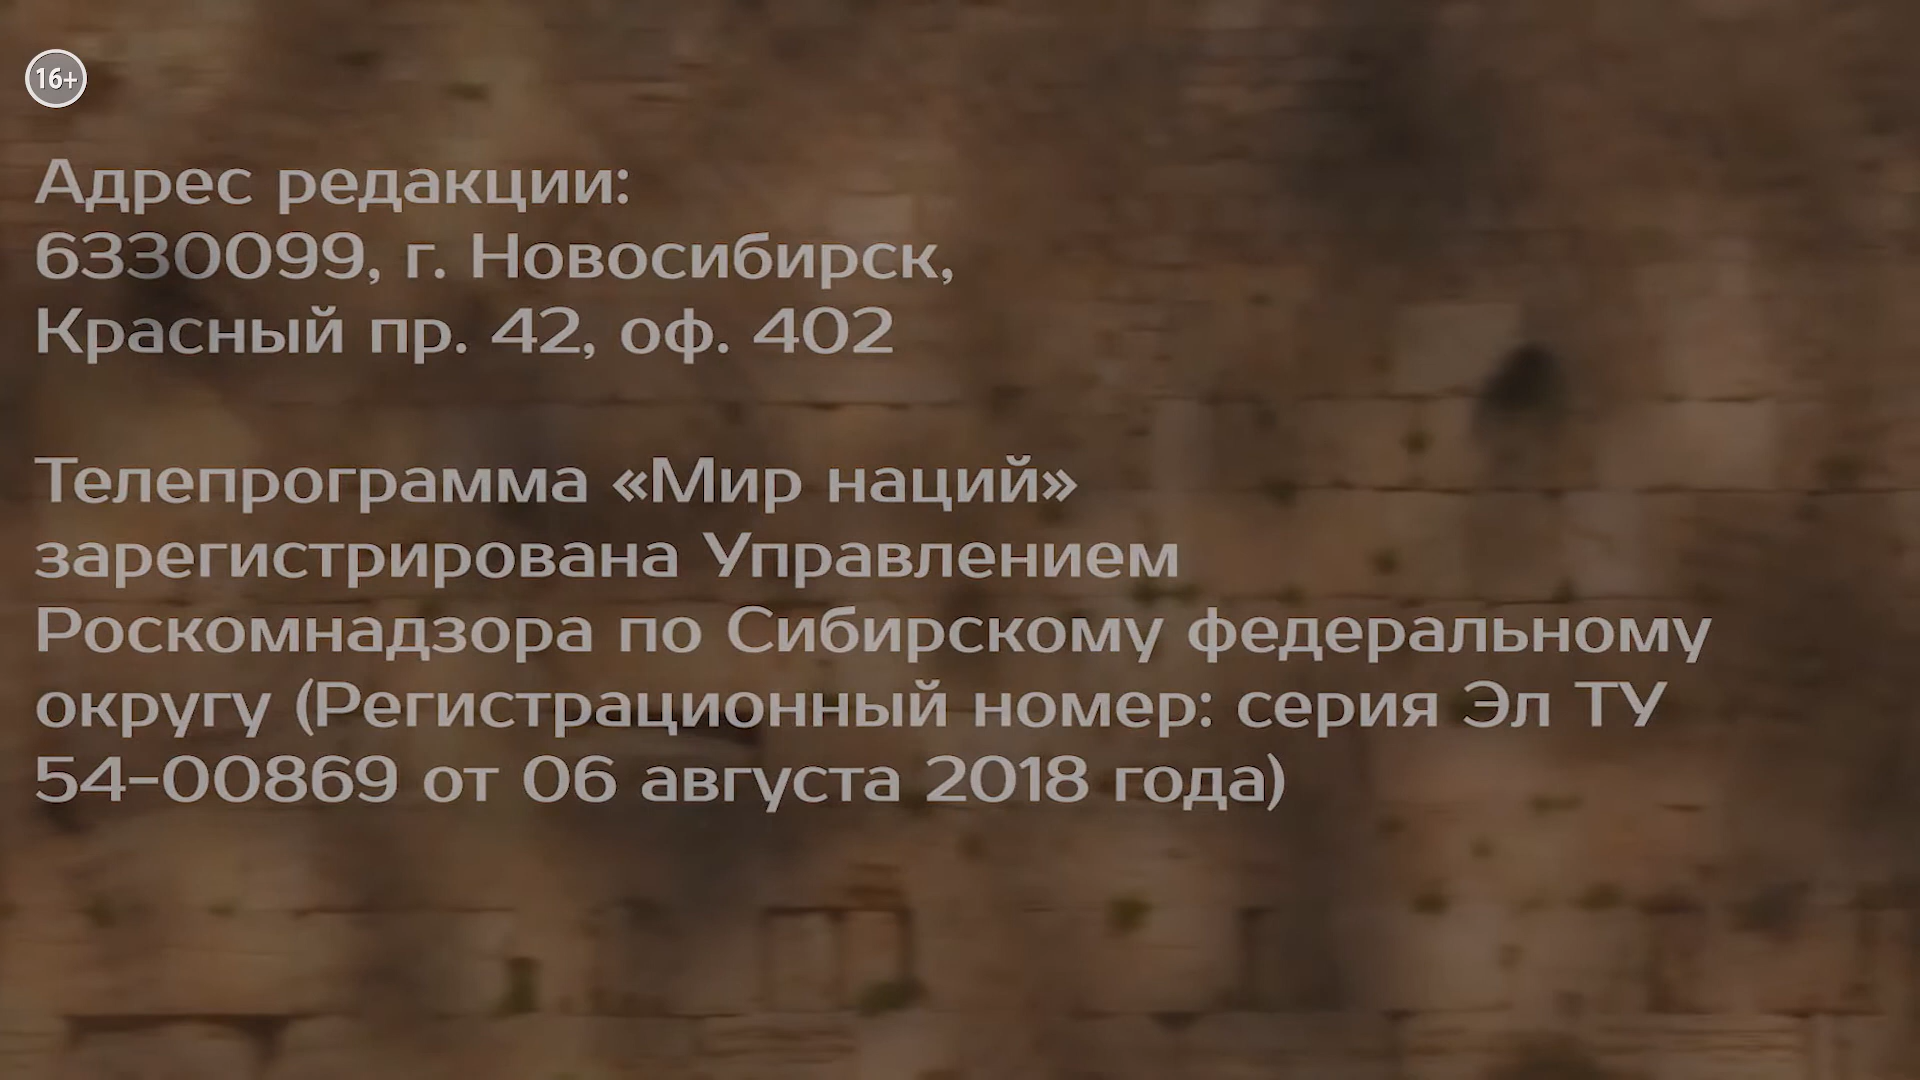 16+
Адрес редакции:
6330099, г. Новосибирск,
Красный пр. 42, оф. 402
Телепрограмма «Мир наций»
зарегистрирована Управлением
Роскомнадзора по Сибирскому федеральному
округу (Регистрационный номер: серия Эл ТУ
54-00869 от 06 августа 2018 года)